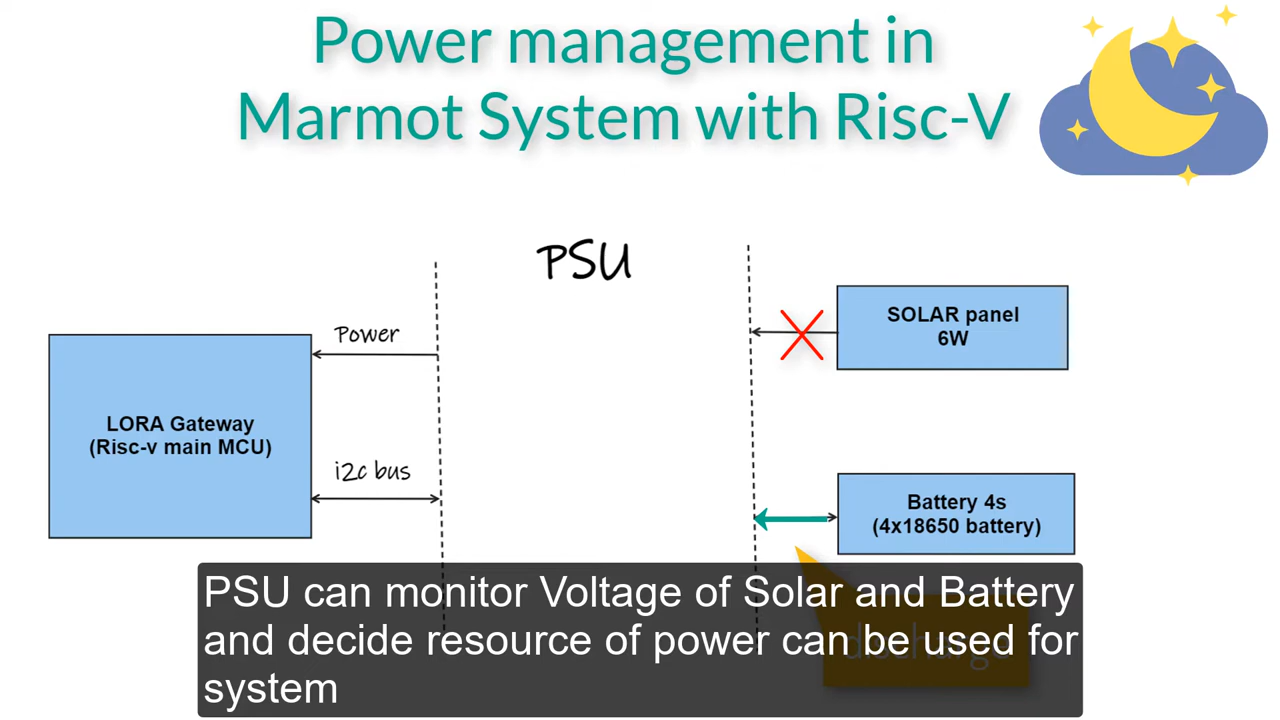 Power management in
Marmot System with Risc-V
PSU
SOLAR panel
6W
Power
LORA Gateway
(Risc-v main MCU)
i2c bus
Battery 4s
(4x18650 battery)
discharge
PSU can monitor Voltage of Solar and Battery
and decide resource of power can be used for
system